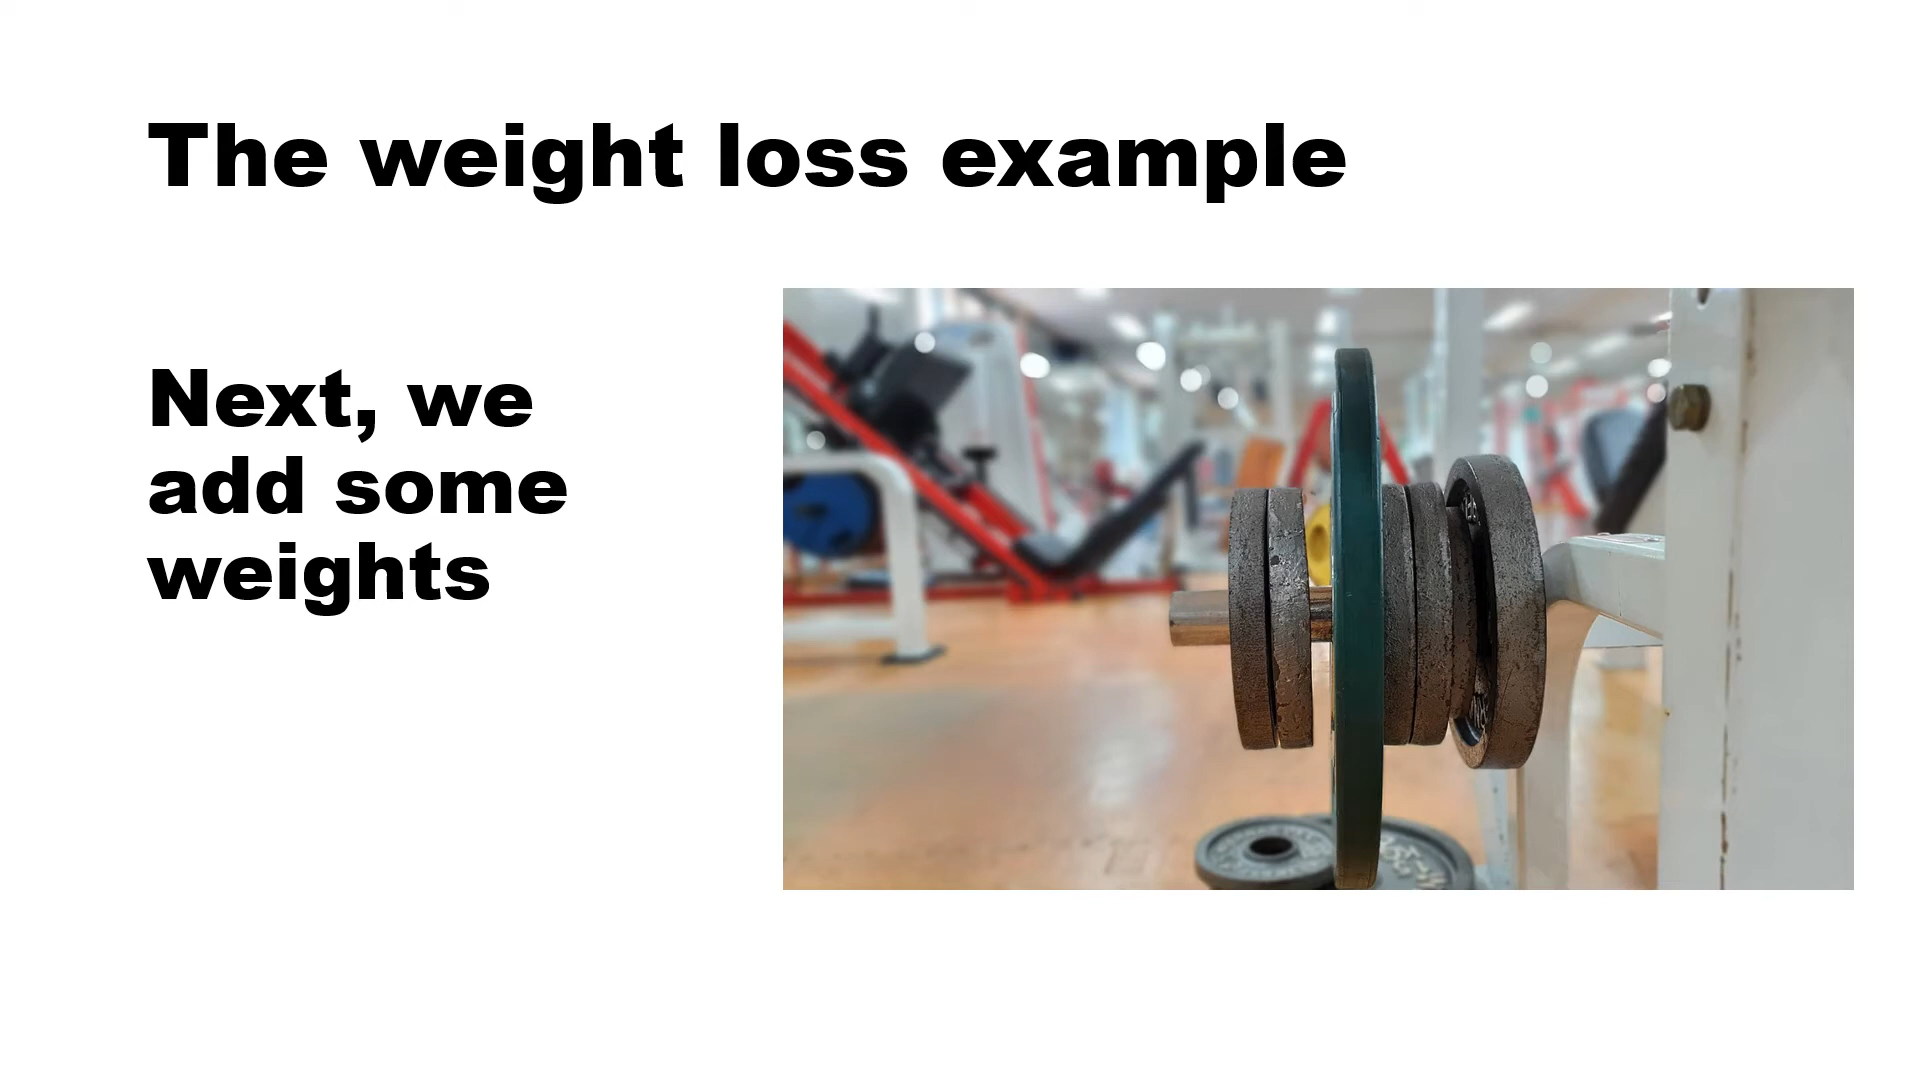 The weight loss example
Next, we
add some
weights